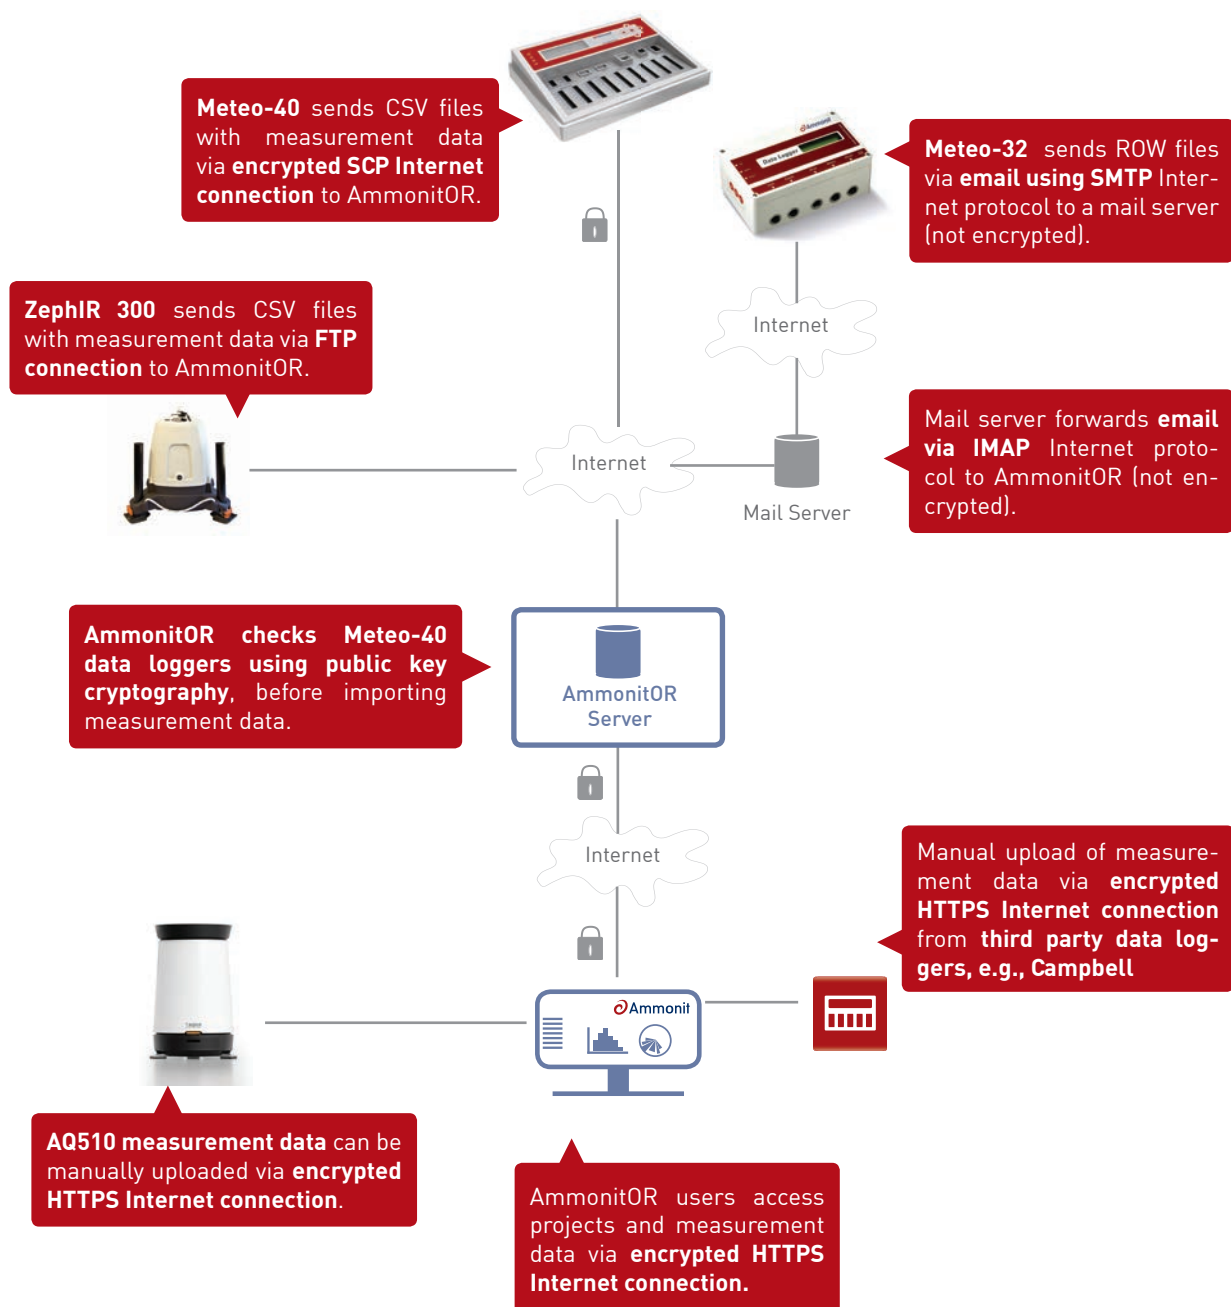 Meteo-40 sends CSV files
with measurement data
via encrypted SCP Internet
connection to AmmonitOR.
Ammonit
Data Logger
Meteo-32 sends ROW files
via email using SMTP Inter-
net protocol to a mail server
(not encrypted).
ZephIR 300 sends CSV files
with measurement data via FTP
connection to AmmonitOR.
Internet
Internet
Mail Server
Mail server forwards email
via IMAP Internet proto-
col to AmmonitOR (not en-
crypted).
AmmonitOR checks Meteo-40
data loggers using public key
cryptography, before importing
measurement data.
AmmonitOR
Server
Internet
Manual upload of measure-
ment data via encrypted
HTTPS Internet connection
from third party data log-
gers, e.g., Campbell
Ammonit
AQ510 measurement data can be
manually uploaded via encrypted
HTTPS Internet connection.
AmmonitOR users access
projects and measurement
data via encrypted HTTPS
Internet connection.